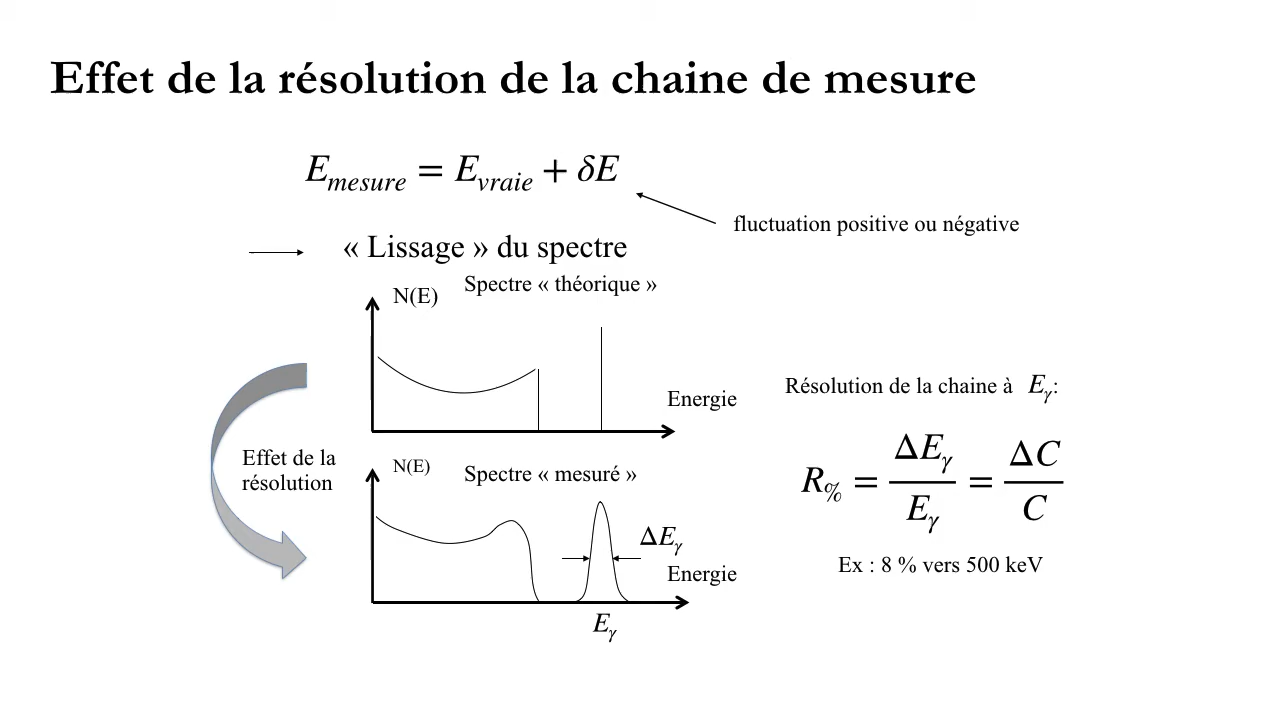 Effet de la résolution de la chaine de mesure
E_mesure = E_vraie + δE
fluctuation positive ou négative
« Lissage » du spectre
Spectre « théorique »
N(E)
Energie
Effet de la
résolution
N(E)
Spectre « mesuré »
ΔE_γ
Energie
E_γ
Résolution de la chaine à E_γ:
R_% = ΔE_γ / E_γ = ΔC / C
Ex : 8 % vers 500 keV